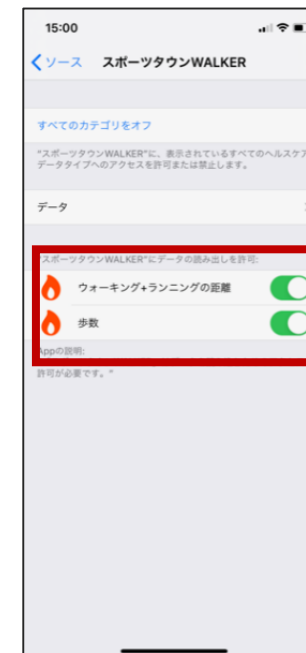 15:00
ソース
スポーツタウンWALKER
すべてのカテゴリをオフ
"スポーツタウンWALKER"に、表示されているすべてのヘルスケア
データタイプへのアクセスを許可または禁止します。
データ
"スポーツタウンWALKER"にデータの読み出しを許可:
ウォーキング+ランニングの距離
歩数
Appの説明:
許可が必要です。"